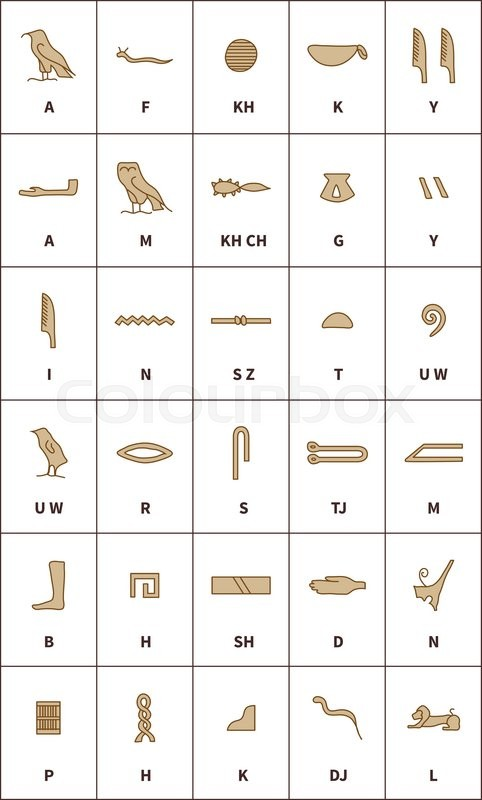 A F KH K Y
A M KH CH G Y
I N S Z T U W
colourbox
U W R S TJ M
B H SH D N
P H K DJ L